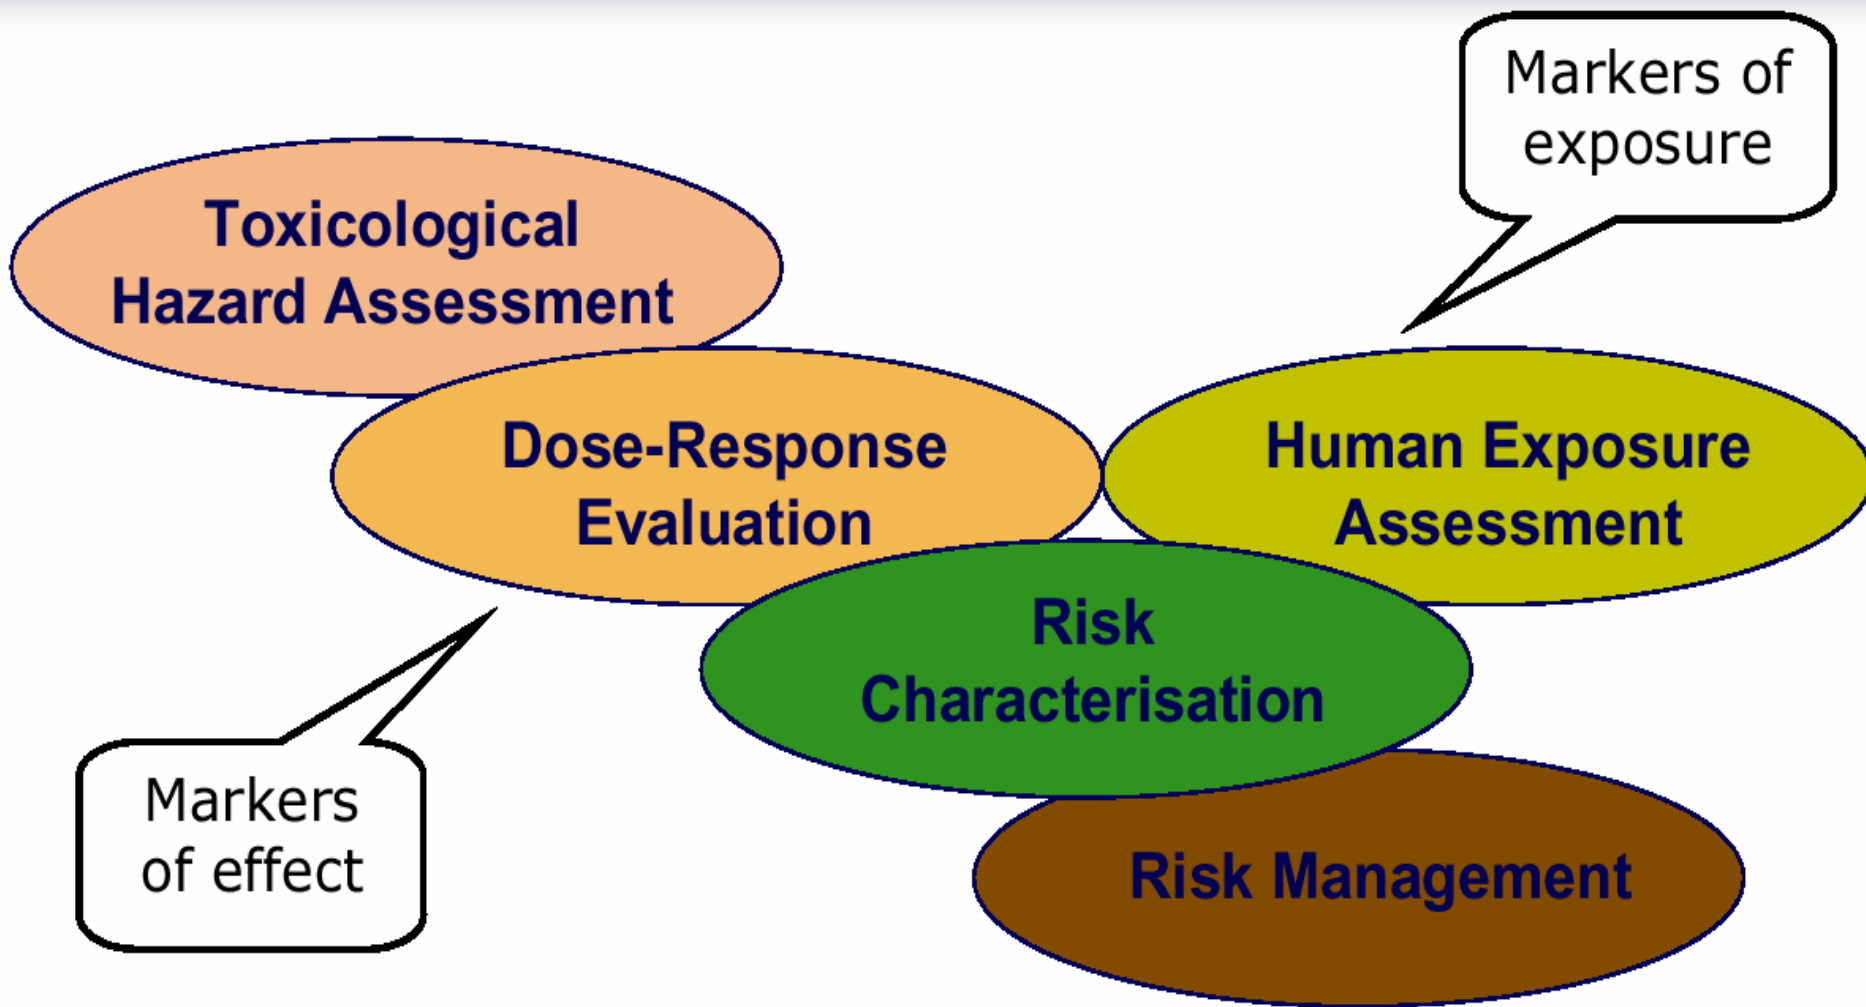 Markers of
exposure
Toxicological
Hazard Assessment
Dose-Response
Evaluation
Human Exposure
Assessment
Risk
Characterisation
Markers
of effect
Risk Management